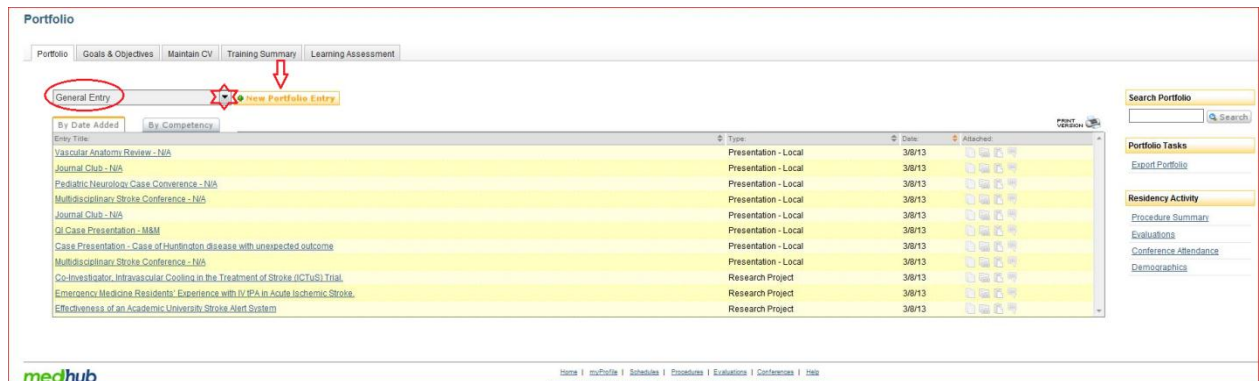 Portfolio
Portfolio Goals & Objectives Maintain CV Training Summary Learning Assessment
General Entry New Portfolio Entry
By Date Added By Competency PRINT VERSION
Entry Title: Type: Date: Attached:
Vascular Anatomy Review - N/A Presentation - Local 3/8/13
Journal Club - N/A Presentation - Local 3/8/13
Pediatric Neurology Case Converence - N/A Presentation - Local 3/8/13
Multidisciplinary Stroke Conference - N/A Presentation - Local 3/8/13
Journal Club - N/A Presentation - Local 3/8/13
QI Case Presentation - M&M Presentation - Local 3/8/13
Case Presentation - Case of Huntington disease with unexpected outcome Presentation - Local 3/8/13
Multidisciplinary Stroke Conference - N/A Presentation - Local 3/8/13
Co-Investigator, Intravascular Cooling in the Treatment of Stroke (ICTuS) Trial. Research Project 3/8/13
Emergency Medicine Residents' Experience with IV tPA in Acute Ischemic Stroke. Research Project 3/8/13
Effectiveness of an Academic University Stroke Alert System Research Project 3/8/13
Search Portfolio
Search
Portfolio Tasks
Export Portfolio
Residency Activity
Procedure Summary
Evaluations
Conference Attendance
Demographics
medhub
Home | myProfile | Schedules | Procedures | Evaluations | Conferences | Help